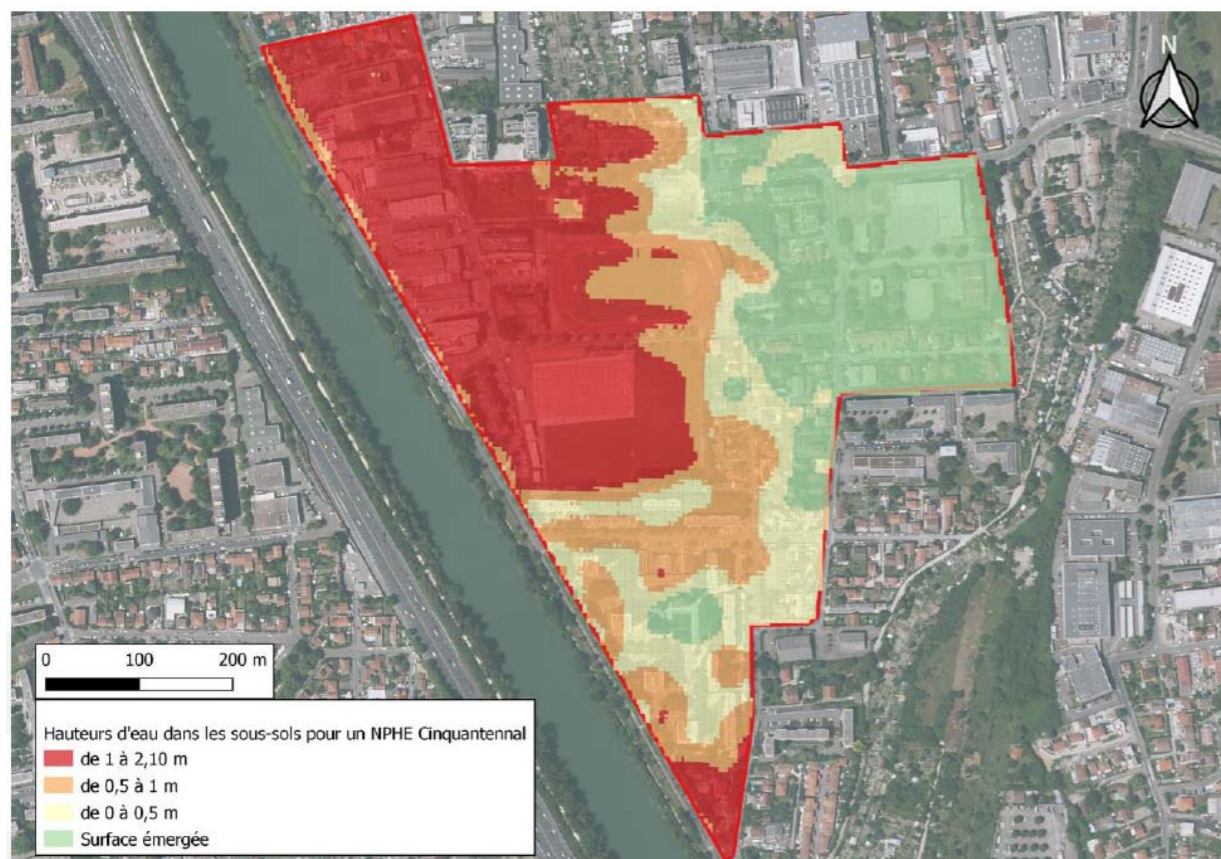 N
0 100 200 m
Hauteurs d'eau dans les sous-sols pour un NPHE Cinquantennal
de 1 à 2,10 m
de 0,5 à 1 m
de 0 à 0,5 m
Surface émergée